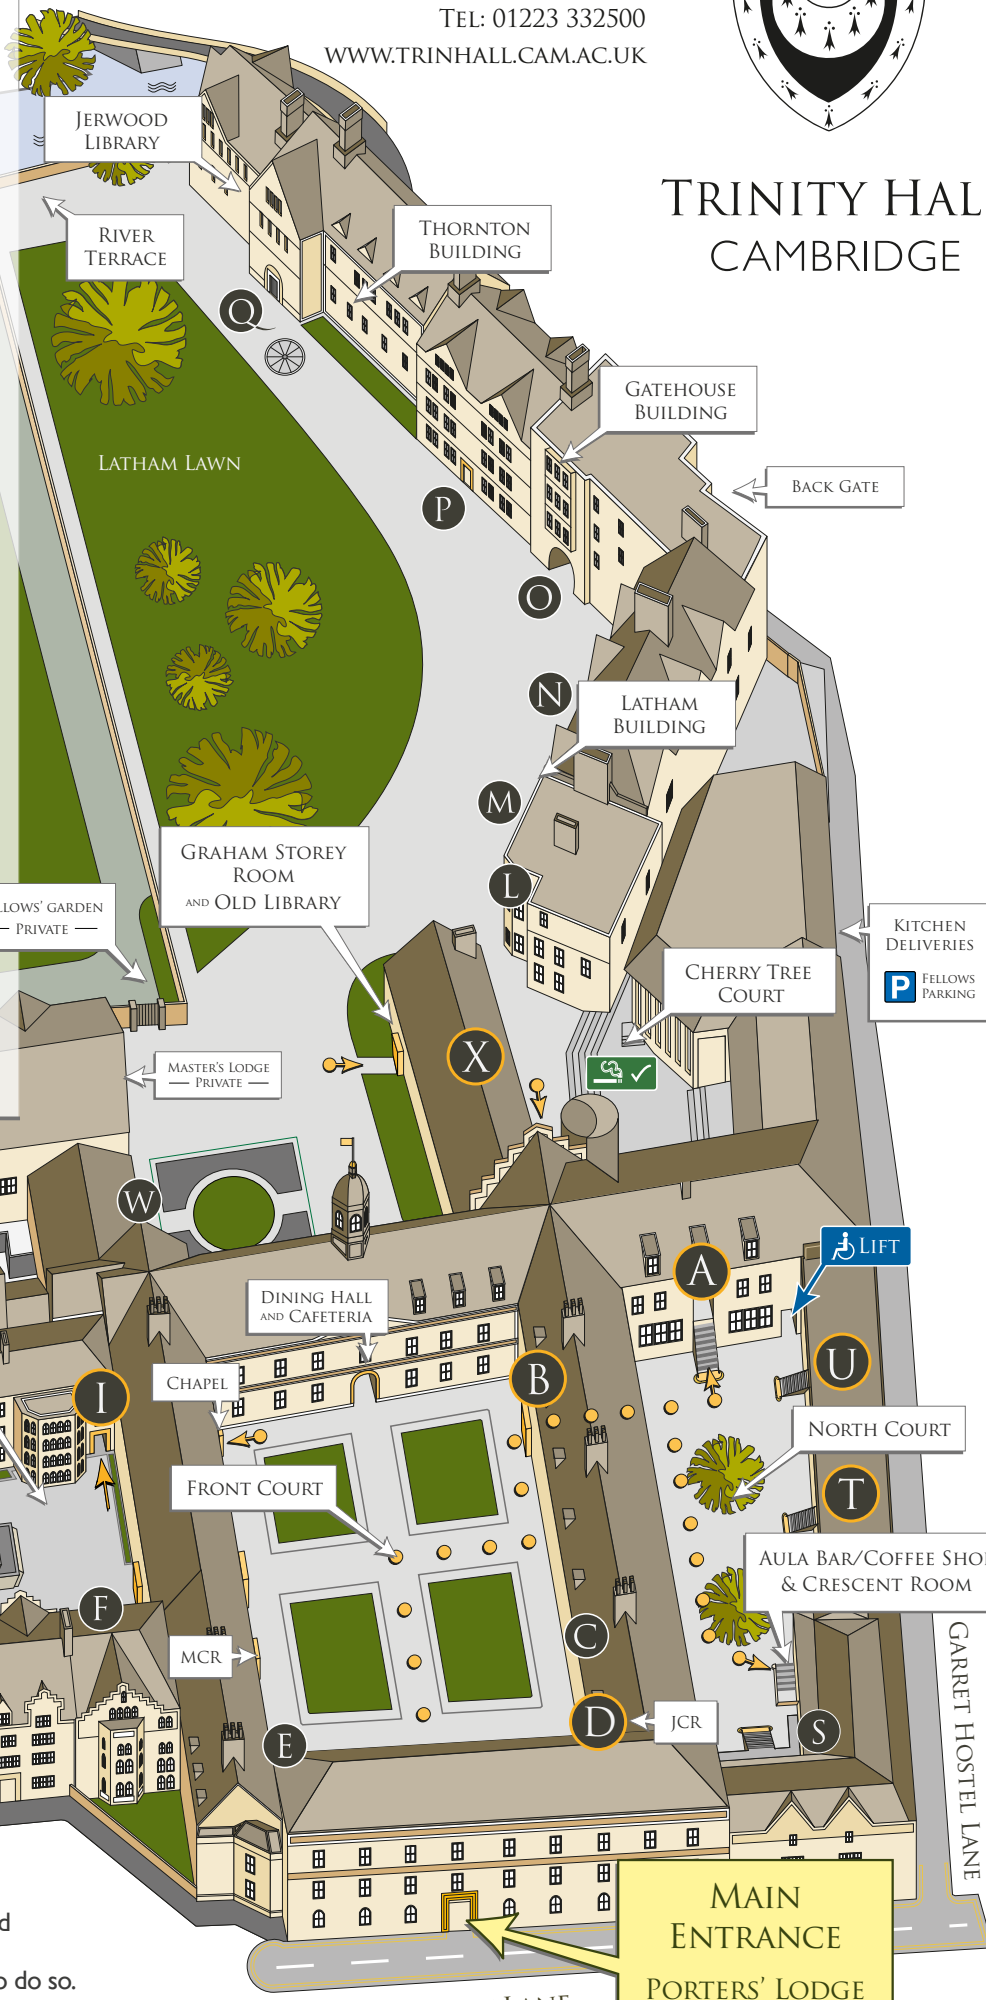 Tel: 01223 332500
www.trinhall.cam.ac.uk
Trinity Hal
Cambridge
Jerwood
Library
River
Terrace
Thornton
Building
Q
Gatehouse
Building
Latham Lawn
Back Gate
P
O
N
Latham
Building
M
Graham Storey
Room
and Old Library
L
Fellows' Garden
— Private —
Kitchen
Deliveries
P Fellows
Parking
Cherry Tree
Court
X
Master's Lodge
— Private —
W
Lift
A
Dining Hall
and Cafeteria
U
Chapel
B
I
North Court
Front Court
T
Aula Bar/Coffee Sho
& Crescent Room
F
C
MCR
Garret Hostel Lane
D
JCR
S
E
Main
Entrance
Porters' Lodge
d
o do so.
Lane